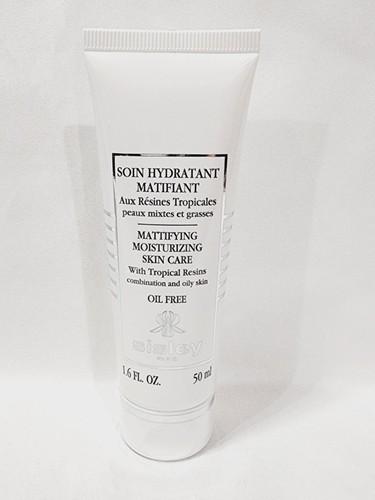 SOIN HYDRATANT
MATIFIANT
Aux Résines Tropicales
peaux mixtes et grasses
MATTIFYING
MOISTURIZING
SKIN CARE
With Tropical Resins
combination and oily skin
OIL FREE
sisley
PARIS
1.6 FL. OZ. 50 ml